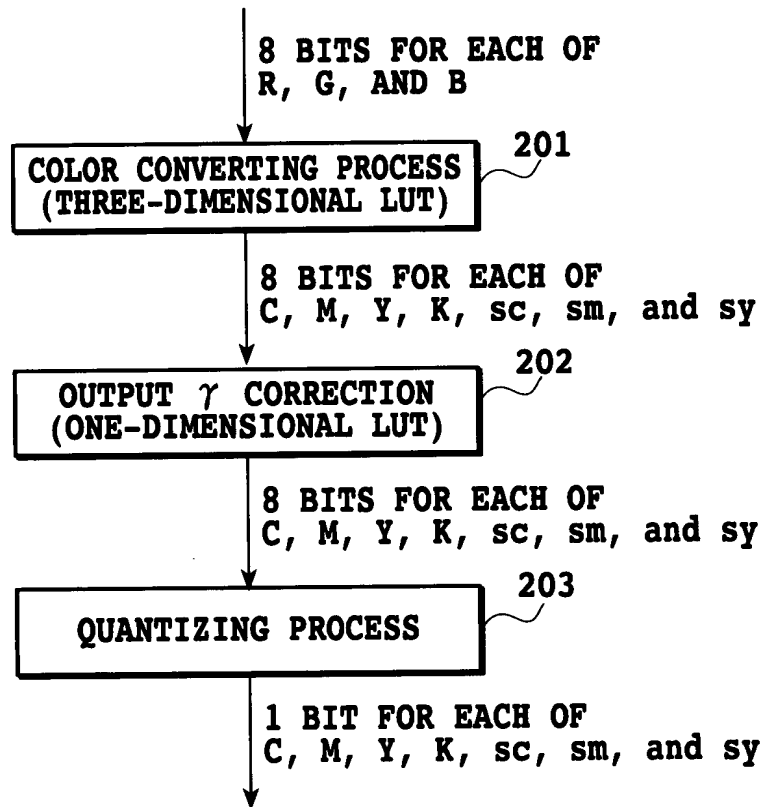 8 BITS FOR EACH OF
R, G, AND B
201
COLOR CONVERTING PROCESS
(THREE-DIMENSIONAL LUT)
8 BITS FOR EACH OF
C, M, Y, K, sc, sm, and sy
202
OUTPUT γ CORRECTION
(ONE-DIMENSIONAL LUT)
8 BITS FOR EACH OF
C, M, Y, K, sc, sm, and sy
203
QUANTIZING PROCESS
1 BIT FOR EACH OF
C, M, Y, K, sc, sm, and sy